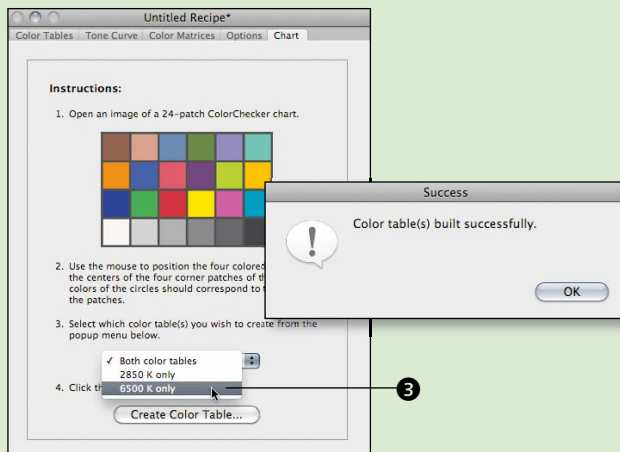 Untitled Recipe*
Color Tables Tone Curve Color Matrices Options Chart
Instructions:
1. Open an image of a 24-patch ColorChecker chart.
2. Use the mouse to position the four colored
the centers of the four corner patches of
colors of the circles should correspond to
the patches.
3. Select which color table(s) you wish to create from the
popup menu below.
✓ Both color tables
2850 K only
6500 K only
4. Click
Create Color Table...
Success
Color table(s) built successfully.
OK
3